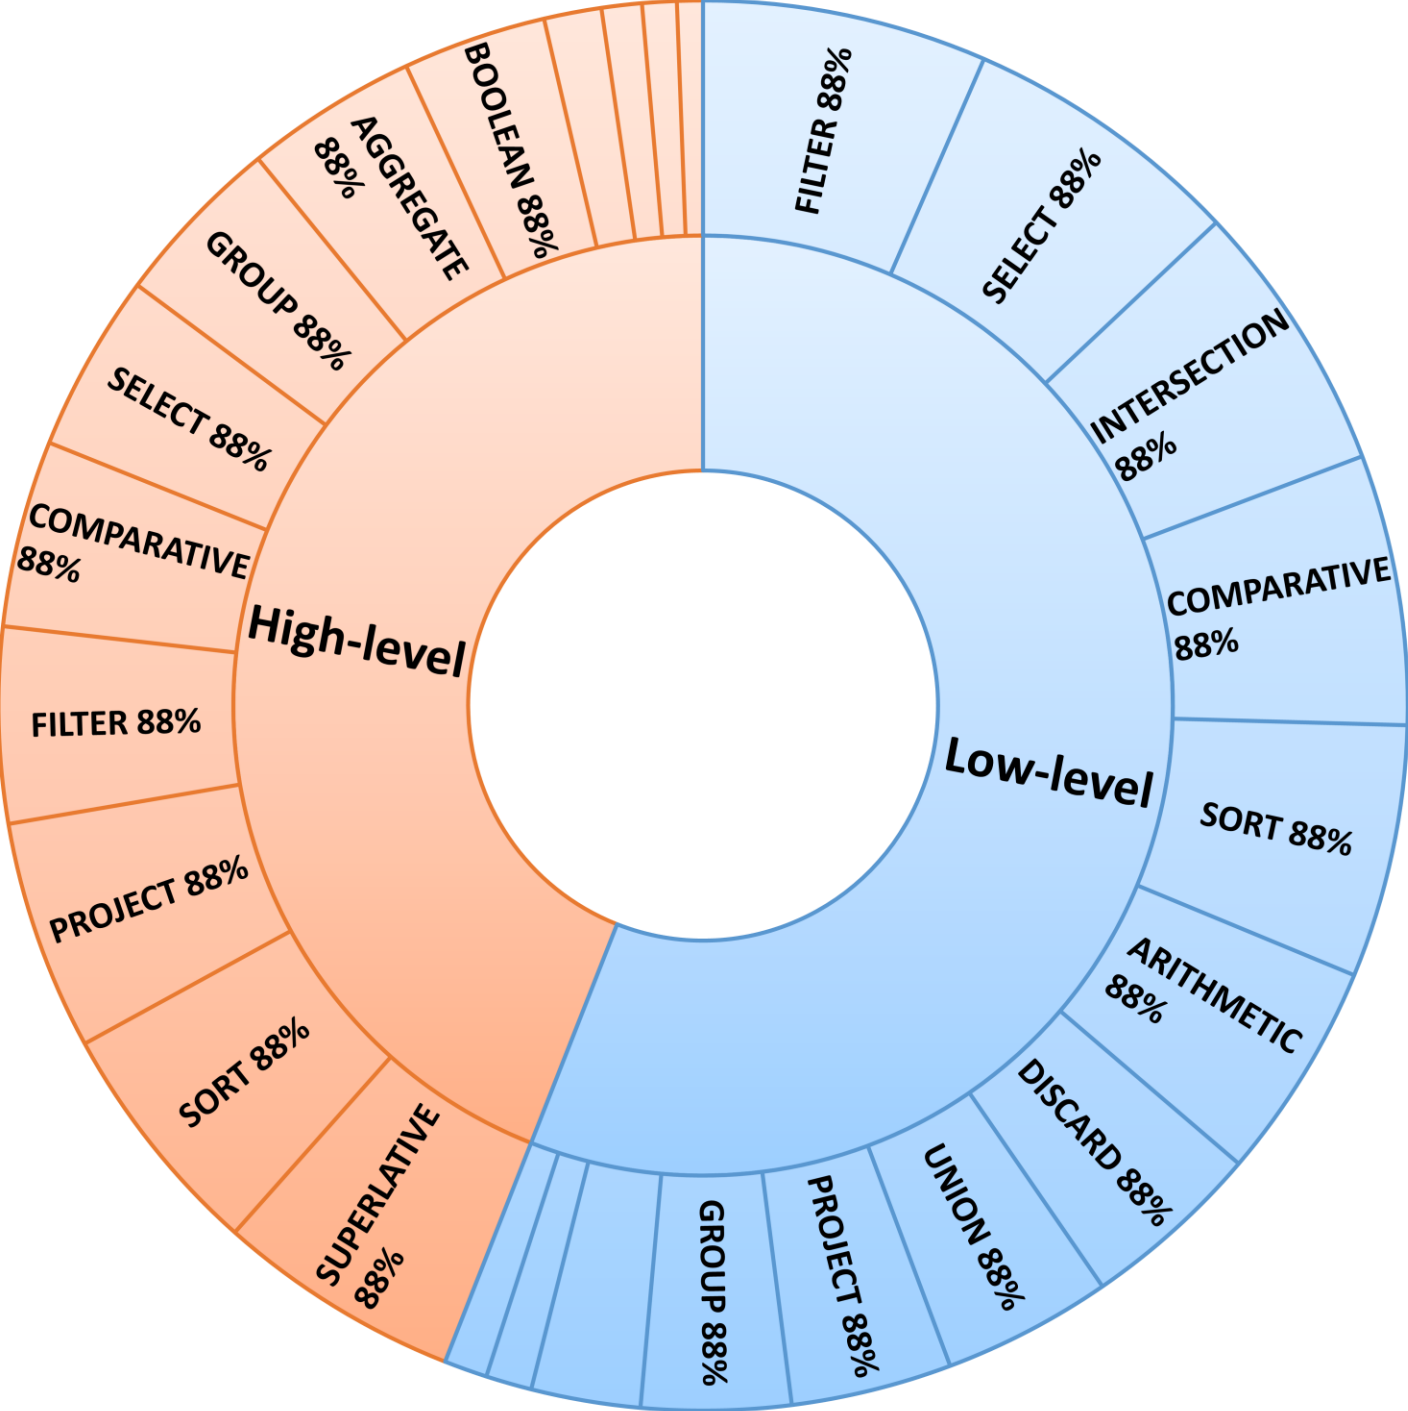 FILTER 88%
SELECT 88%
INTERSECTION
88%
COMPARATIVE
88%
SORT 88%
ARITHMETIC
88%
DISCARD 88%
UNION 88%
PROJECT 88%
GROUP 88%
Low-level
SUPERLATIVE
88%
SORT 88%
PROJECT 88%
FILTER 88%
COMPARATIVE
88%
SELECT 88%
GROUP 88%
AGGREGATE
88%
BOOLEAN 88%
High-level